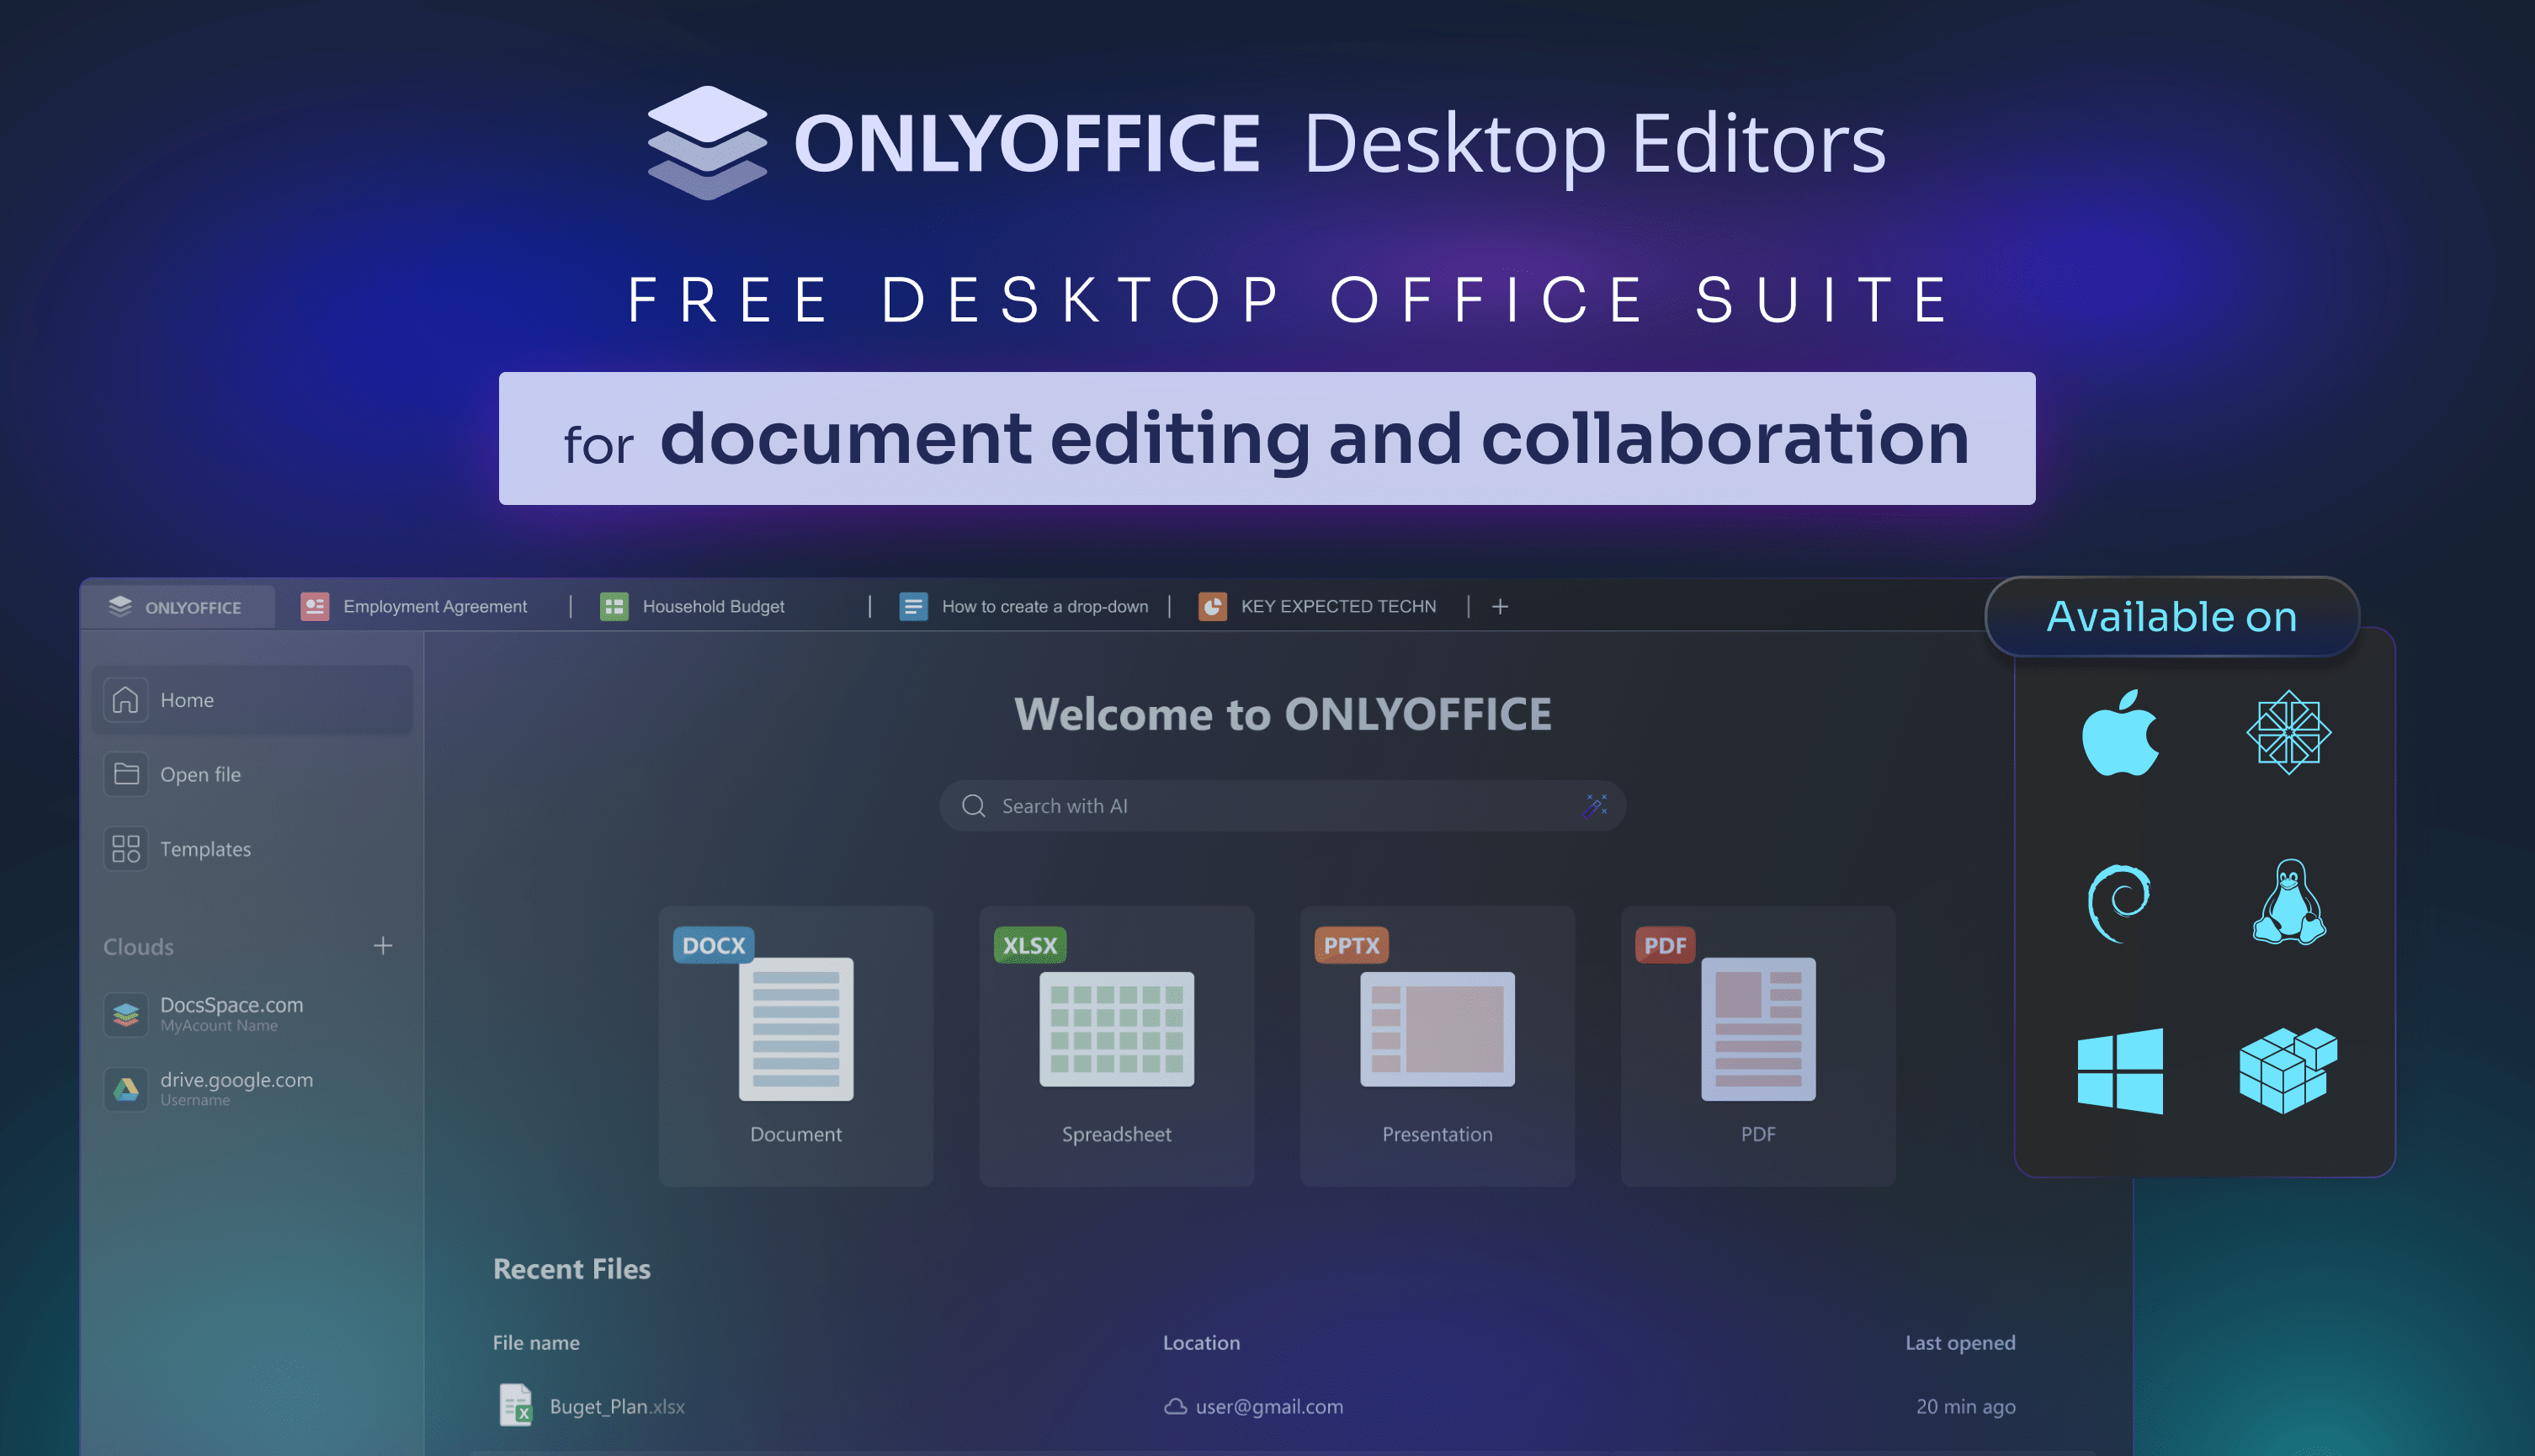 ONLYOFFICE Desktop Editors
FREE DESKTOP OFFICE SUITE
for document editing and collaboration
ONLYOFFICE
Employment Agreement
Household Budget
How to create a drop-down
KEY EXPECTED TECHN
Available on
Home
Open file
Templates
Clouds
DocsSpace.com
MyAcount Name
drive.google.com
Username
Welcome to ONLYOFFICE
Search with AI
DOCX
Document
XLSX
Spreadsheet
PPTX
Presentation
PDF
PDF
Recent Files
File name Location Last opened
X
Buget_Plan.xlsx user@gmail.com 20 min ago